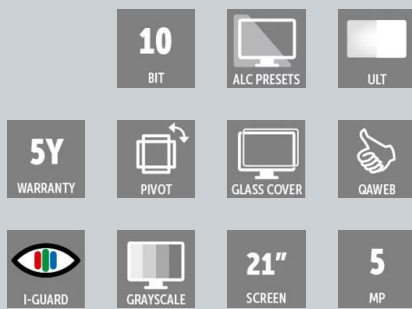 10
BIT
ALC PRESETS
ULT
5Y
WARRANTY
PIVOT
GLASS COVER
QAWEB
I-GUARD
GRAYSCALE
21"
SCREEN
5
MP